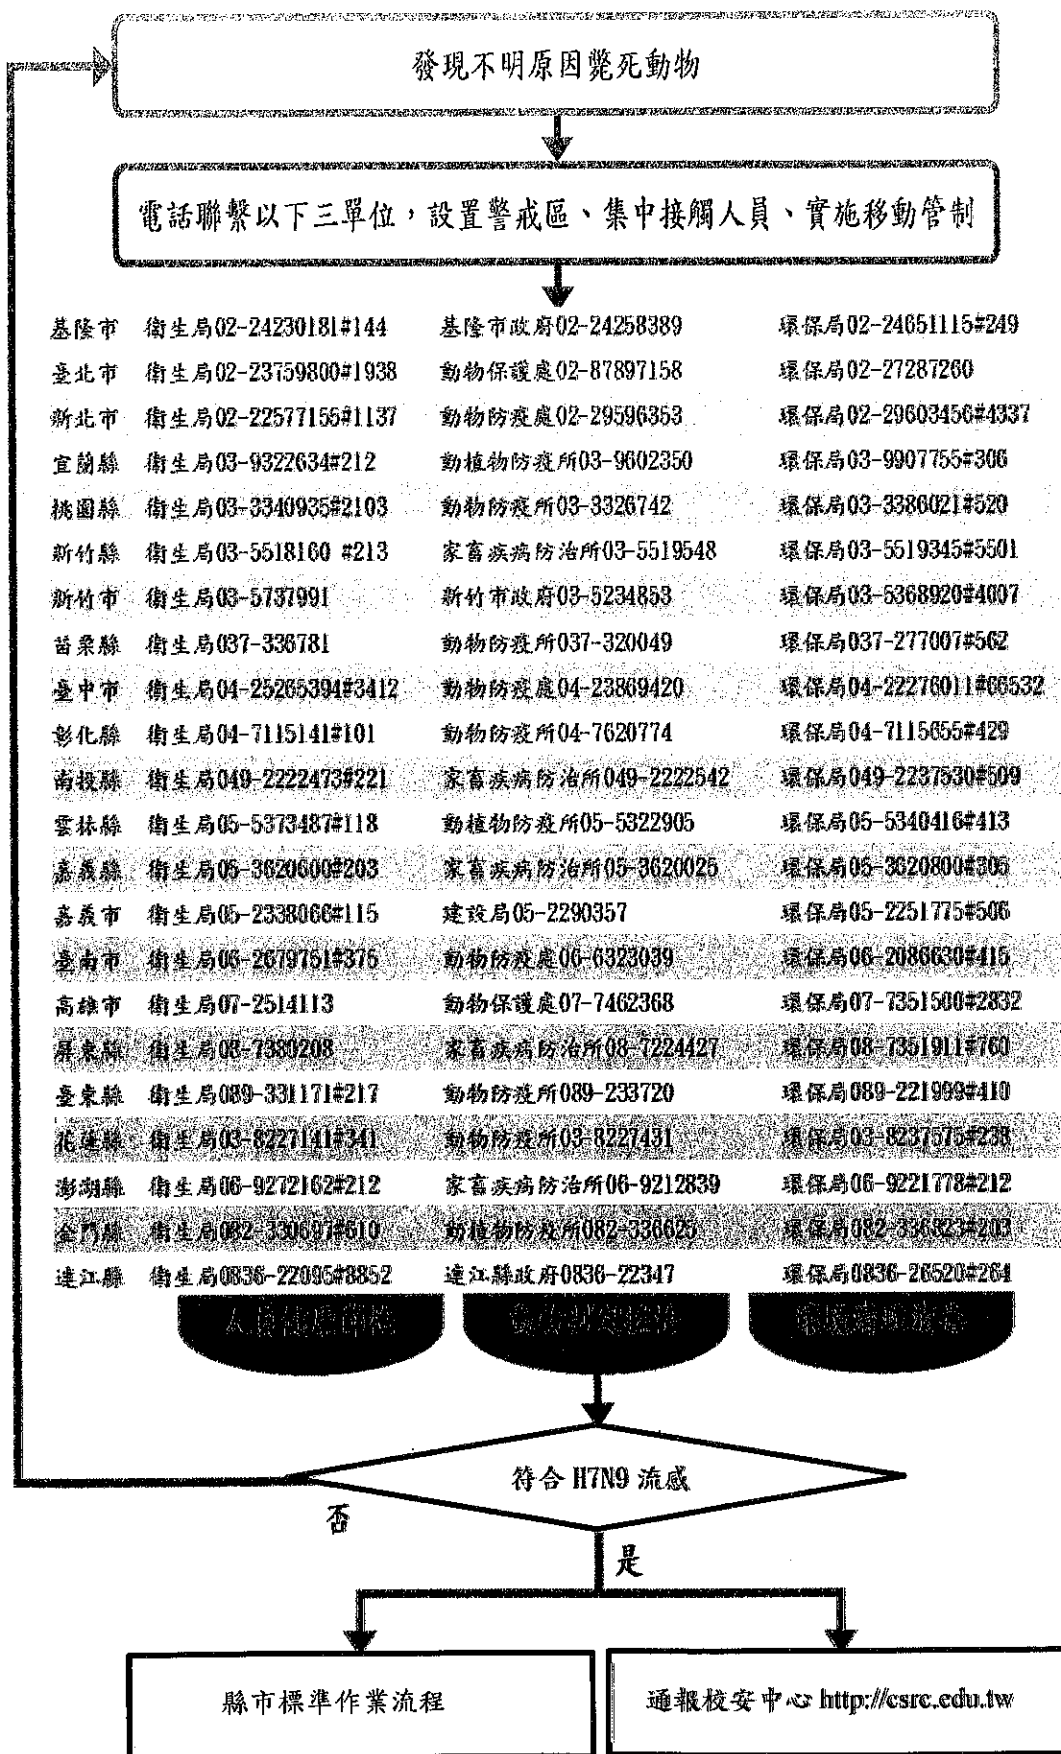 發現不明原因斃死動物
電話聯繫以下三單位，設置警戒區、集中接觸人員、實施移動管制
基隆市 衛生局02-24230181#144 基隆市政府02-24258389 環保局02-24651115#249
臺北市 衛生局02-23759800#1938 動物保護處02-87897158 環保局02-27287260
新北市 衛生局02-22577155#1137 動物防疫處02-29596353 環保局02-29603456#4337
宜蘭縣 衛生局03-9322634#212 動植物防疫所03-9602350 環保局03-9907755#306
桃園縣 衛生局03-3340935#2103 動物防疫所03-3326742 環保局03-3386021#520
新竹縣 衛生局03-5518160 #213 家畜疾病防治所03-5519548 環保局03-5519345#5501
新竹市 衛生局03-5737991 新竹市政府03-5234853 環保局03-5368920#4007
苗栗縣 衛生局037-336781 動物防疫所037-320049 環保局037-277007#562
臺中市 衛生局04-25265394#3412 動物防疫處04-23869420 環保局04-22276011#66532
彰化縣 衛生局04-7115141#101 動物防疫所04-7620774 環保局04-7115655#429
南投縣 衛生局049-2222473#221 家畜疾病防治所049-2222542 環保局049-2237530#509
雲林縣 衛生局05-5373487#118 動植物防疫所05-5322905 環保局05-5340416#413
嘉義縣 衛生局05-3620600#203 家畜疾病防治所05-3620025 環保局05-3620800#305
嘉義市 衛生局05-2338066#115 建設局05-2290357 環保局05-2251775#506
臺南市 衛生局06-2679751#375 動物防疫處06-6323039 環保局06-2086630#415
高雄市 衛生局07-2514113 動物保護處07-7462368 環保局07-7351500#2832
屏東縣 衛生局08-7380208 家畜疾病防治所08-7224427 環保局08-7351911#760
臺東縣 衛生局089-331171#217 動物防疫所089-233720 環保局089-221999#410
花蓮縣 衛生局03-8227141#341 動物防疫所03-8227431 環保局03-8237575#238
澎湖縣 衛生局06-9272162#212 家畜疾病防治所06-9212839 環保局06-9221778#212
金門縣 衛生局082-330697#610 動植物防疫所082-336625 環保局082-336823#203
連江縣 衛生局0836-22095#8852 連江縣政府0836-22347 環保局0836-26520#264
符合 H7N9 流感
否
是
縣市標準作業流程
通報校安中心 http://csrc.edu.tw